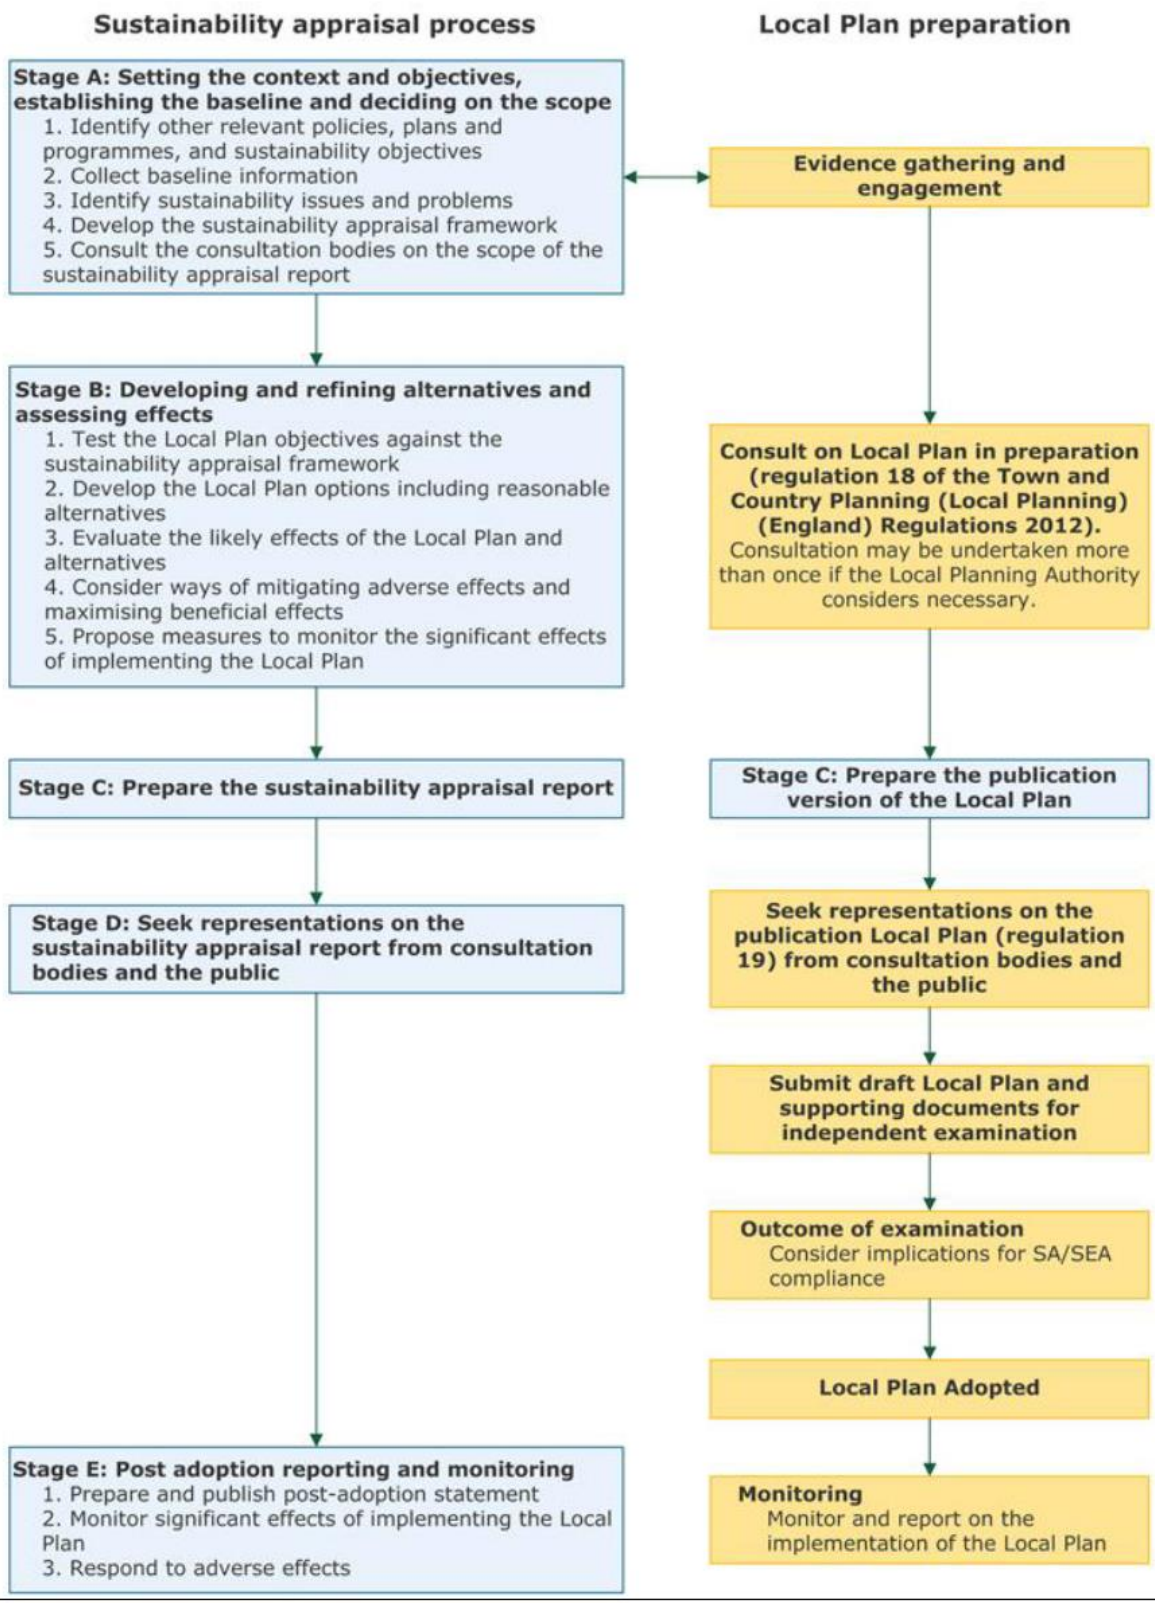 Sustainability appraisal process
Local Plan preparation
Stage A: Setting the context and objectives,
establishing the baseline and deciding on the scope
1. Identify other relevant policies, plans and
programmes, and sustainability objectives
2. Collect baseline information
3. Identify sustainability issues and problems
4. Develop the sustainability appraisal framework
5. Consult the consultation bodies on the scope of the
sustainability appraisal report
Evidence gathering and
engagement
Stage B: Developing and refining alternatives and
assessing effects
1. Test the Local Plan objectives against the
sustainability appraisal framework
2. Develop the Local Plan options including reasonable
alternatives
3. Evaluate the likely effects of the Local Plan and
alternatives
4. Consider ways of mitigating adverse effects and
maximising beneficial effects
5. Propose measures to monitor the significant effects
of implementing the Local Plan
Consult on Local Plan in preparation
(regulation 18 of the Town and
Country Planning (Local Planning)
(England) Regulations 2012).
Consultation may be undertaken more
than once if the Local Planning Authority
considers necessary.
Stage C: Prepare the sustainability appraisal report
Stage C: Prepare the publication
version of the Local Plan
Stage D: Seek representations on the
sustainability appraisal report from consultation
bodies and the public
Seek representations on the
publication Local Plan (regulation
19) from consultation bodies and
the public
Submit draft Local Plan and
supporting documents for
independent examination
Outcome of examination
Consider implications for SA/SEA
compliance
Local Plan Adopted
Stage E: Post adoption reporting and monitoring
1. Prepare and publish post-adoption statement
2. Monitor significant effects of implementing the Local
Plan
3. Respond to adverse effects
Monitoring
Monitor and report on the
implementation of the Local Plan